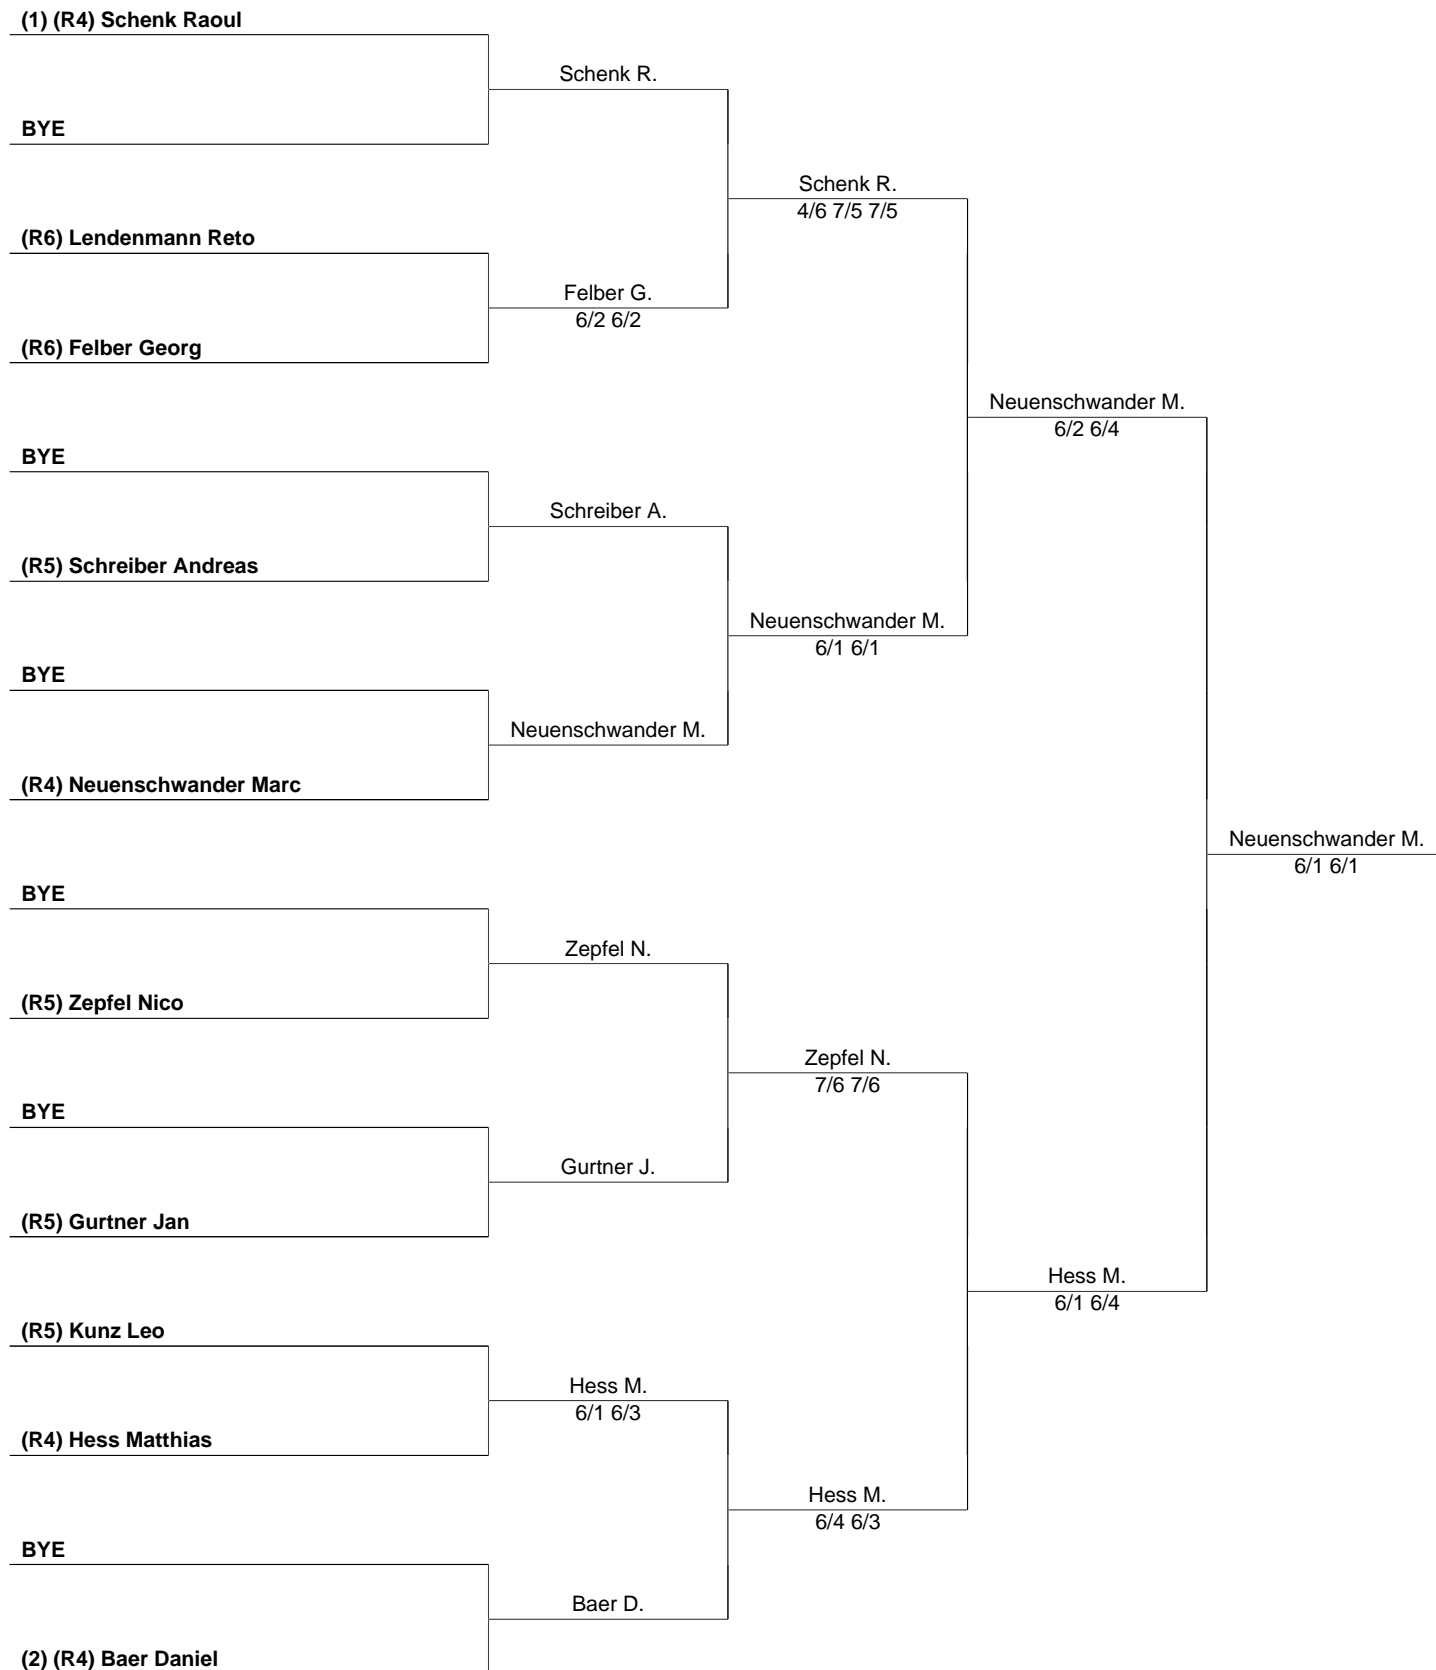 (1) (R4) Schenk Raoul
Schenk R.
BYE
Schenk R.
4/6 7/5 7/5
(R6) Lendenmann Reto
Felber G.
6/2 6/2
(R6) Felber Georg
Neuenschwander M.
6/2 6/4
BYE
Schreiber A.
(R5) Schreiber Andreas
Neuenschwander M.
6/1 6/1
BYE
Neuenschwander M.
(R4) Neuenschwander Marc
Neuenschwander M.
6/1 6/1
BYE
Zepfel N.
(R5) Zepfel Nico
Zepfel N.
7/6 7/6
BYE
Gurtner J.
(R5) Gurtner Jan
Hess M.
6/1 6/4
(R5) Kunz Leo
Hess M.
6/1 6/3
(R4) Hess Matthias
Hess M.
6/4 6/3
BYE
Baer D.
(2) (R4) Baer Daniel